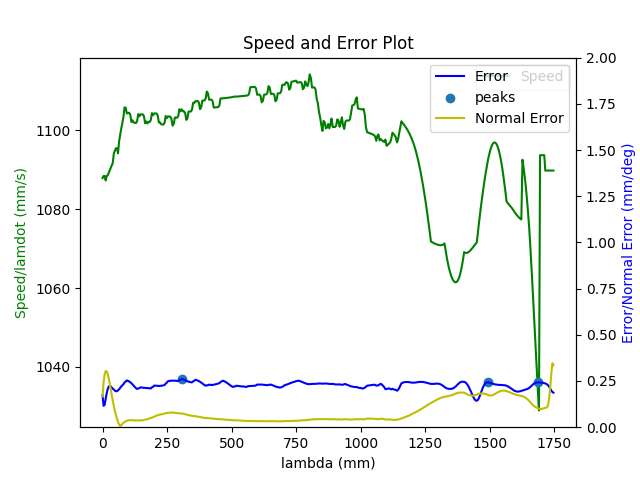 Speed and Error Plot
Error
Speed
peaks
Normal Error
1100
1080
1060
1040
2.00
1.75
1.50
1.25
1.00
0.75
0.50
0.25
0.00
0
250
500
750
1000
1250
1500
1750
lambda (mm)
Speed/lamdot (mm/s)
Error/Normal Error (mm/deg)